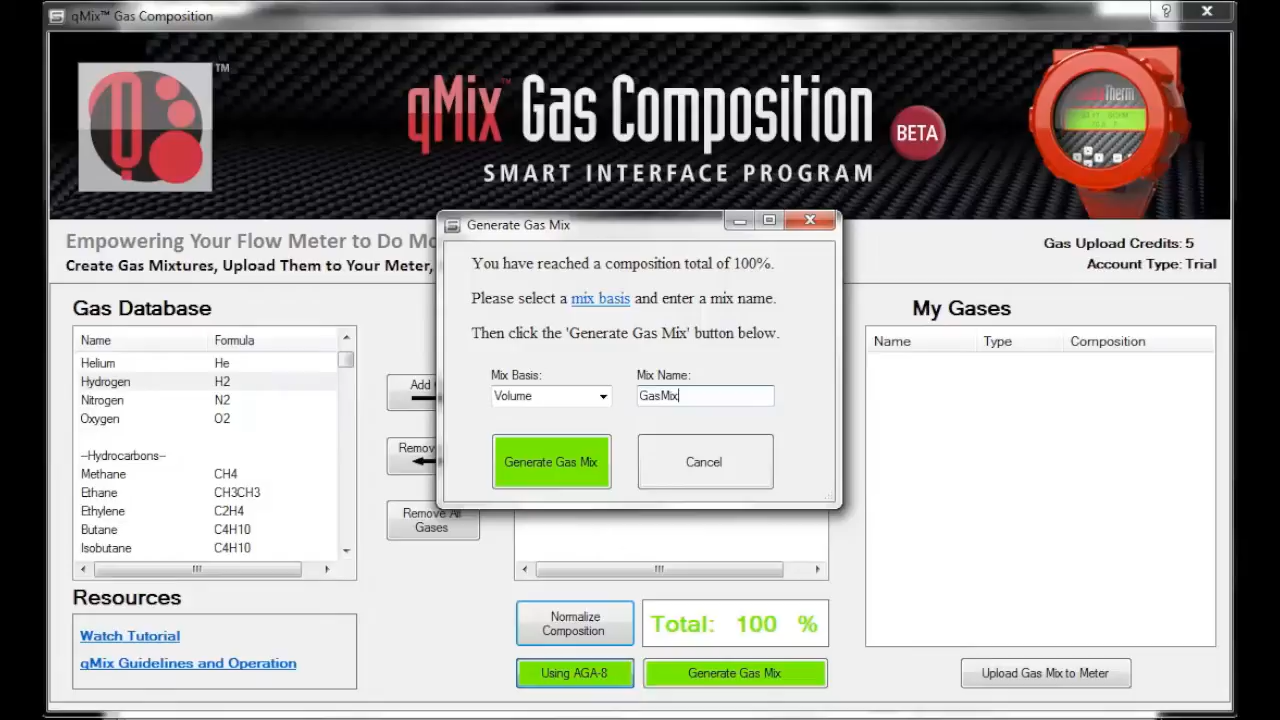 qMix™ Gas Composition
TM
qMix™ Gas Composition
BETA
SMART INTERFACE PROGRAM
Therm
Empowering Your Flow Meter to Do Mo
Create Gas Mixtures, Upload Them to Your Meter,
Gas Upload Credits: 5
Account Type: Trial
Generate Gas Mix
You have reached a composition total of 100%.
Please select a mix basis and enter a mix name.
Then click the 'Generate Gas Mix' button below.
Mix Basis:
Mix Name:
Volume
GasMix
Generate Gas Mix
Cancel
Gas Database
Name Formula
Helium He
Hydrogen H2
Nitrogen N2
Oxygen O2
--Hydrocarbons--
Methane CH4
Ethane CH3CH3
Ethylene C2H4
Butane C4H10
Isobutane C4H10
Resources
Watch Tutorial
qMix Guidelines and Operation
Add
Remov
Remove All
Gases
Normalize
Composition
Total: 100 %
Using AGA-8
Generate Gas Mix
My Gases
Name Type Composition
Upload Gas Mix to Meter